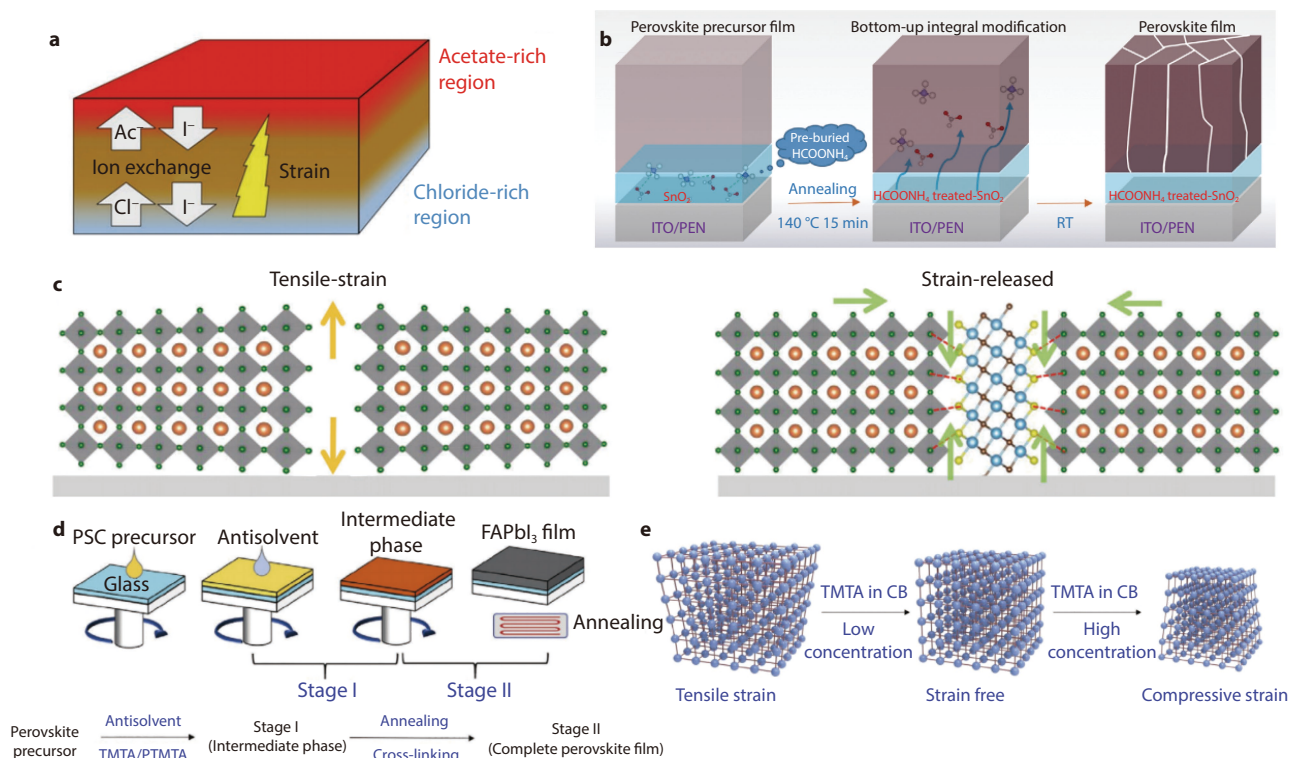 a
Acetate-rich
region
Ac⁻
I⁻
Ion exchange
Strain
Cl⁻
I⁻
Chloride-rich
region
b
Perovskite precursor film
Bottom-up integral modification
Perovskite film
Pre-buried
HCOONH₄
SnO₂
Annealing
HCOONH₄ treated-SnO₂
HCOONH₄ treated-SnO₂
ITO/PEN
140 °C 15 min
ITO/PEN
RT
ITO/PEN
c
Tensile-strain
Strain-released
d
PSC precursor
Antisolvent
Intermediate
phase
FAPbI₃ film
Glass
Annealing
Stage I
Stage II
Perovskite
precursor
Antisolvent
TMTA/PTMTA
Stage I
(Intermediate phase)
Annealing
Cross-linking
Stage II
(Complete perovskite film)
e
TMTA in CB
Low
concentration
TMTA in CB
High
concentration
Tensile strain
Strain free
Compressive strain